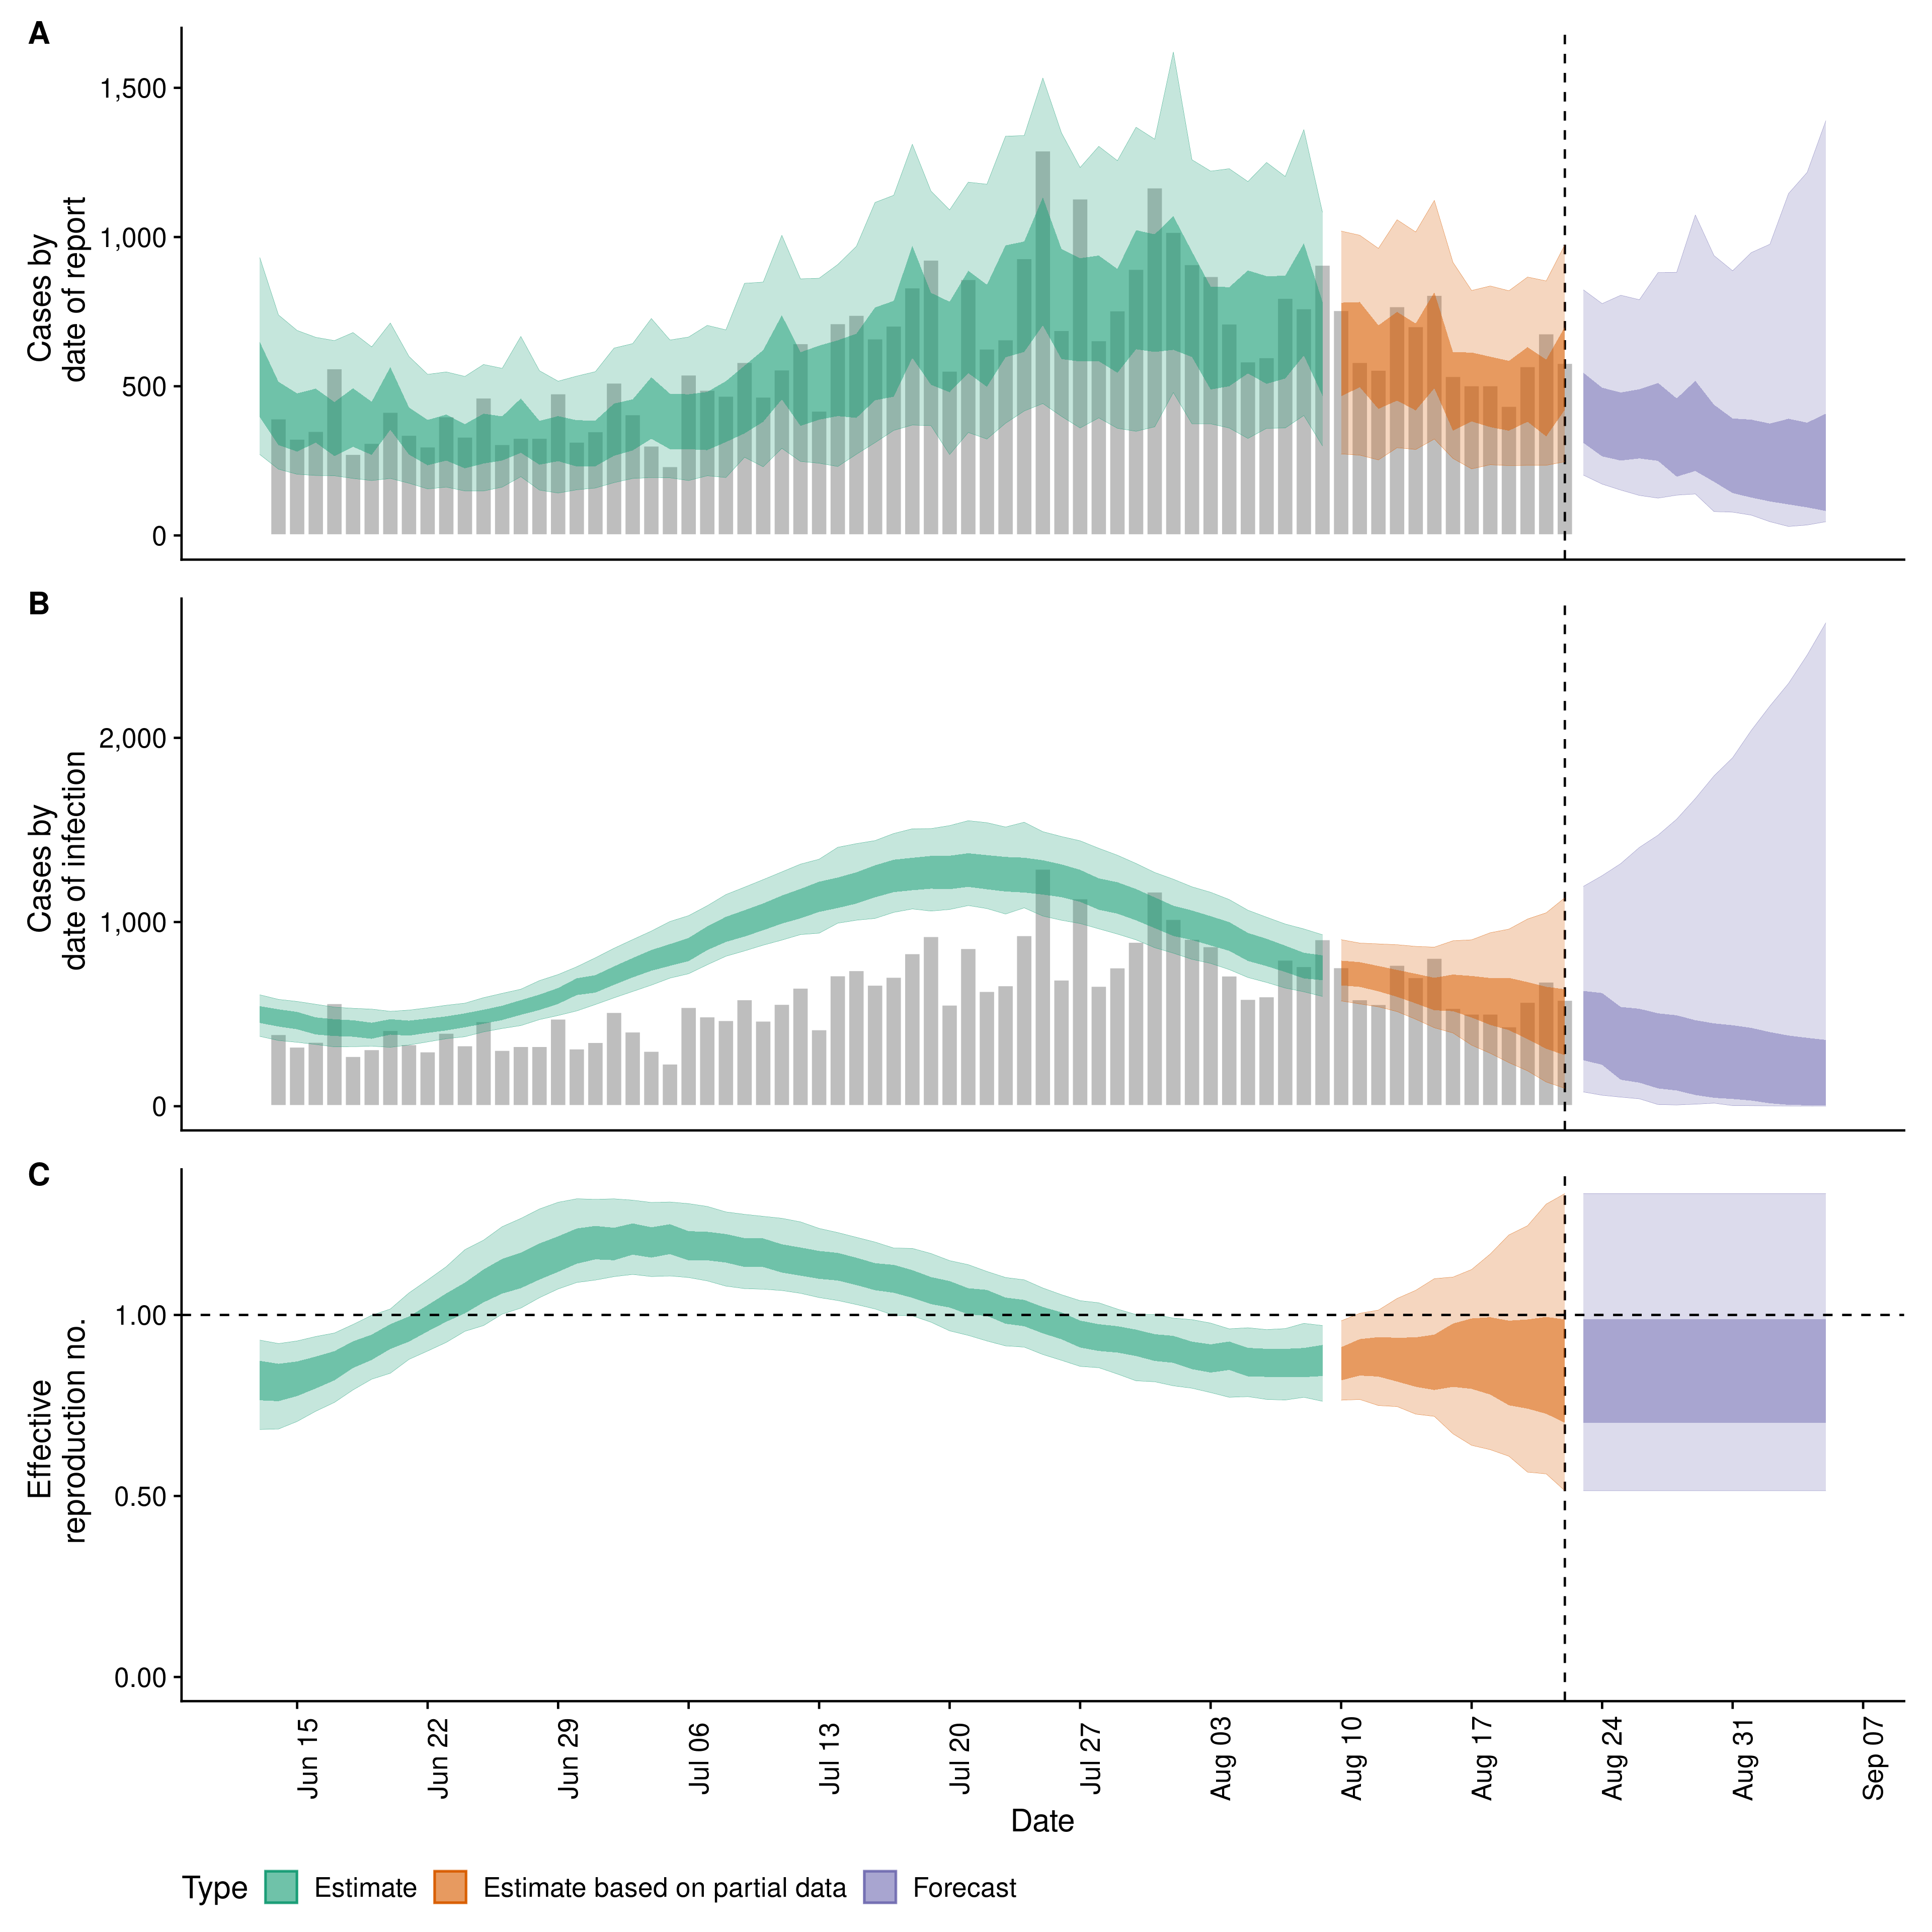 A
1,500
1,000
500
0
Cases by
date of report
B
2,000
1,000
0
Cases by
date of infection
C
1.00
0.50
0.00
Effective
reproduction no.
Jun 15
Jun 22
Jun 29
Jul 06
Jul 13
Jul 20
Jul 27
Aug 03
Aug 10
Aug 17
Aug 24
Aug 31
Sep 07
Date
Type Estimate Estimate based on partial data Forecast